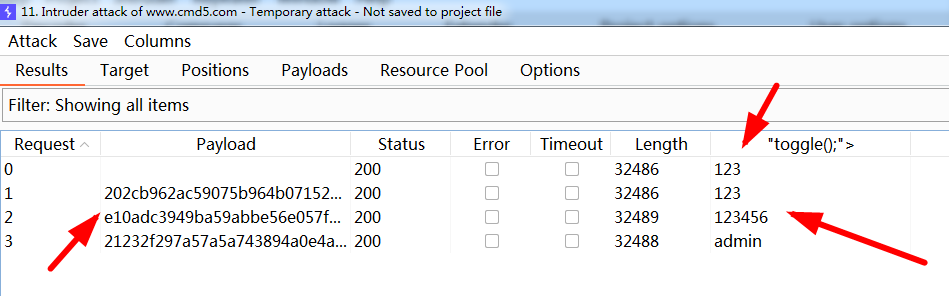 11. Intruder attack of www.cmd5.com - Temporary attack - Not saved to project file
Attack Save Columns
Results Target Positions Payloads Resource Pool Options
Filter: Showing all items
Request Payload Status Error Timeout Length "toggle();">
0 200 32486 123
1 202cb962ac59075b964b07152... 200 32486 123
2 e10adc3949ba59abbe56e057f... 200 32489 123456
3 21232f297a57a5a743894a0e4a... 200 32488 admin